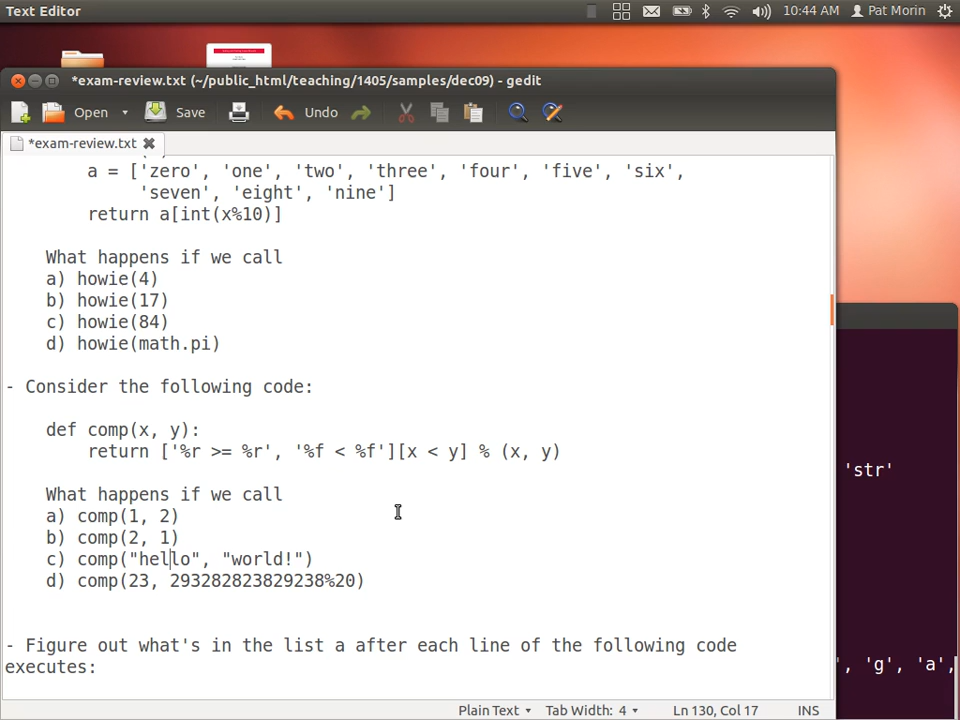 Text Editor
10:44 AM
Pat Morin
*exam-review.txt (~/public_html/teaching/1405/samples/dec09) - gedit
Open
Save
Undo
*exam-review.txt
a = ['zero', 'one', 'two', 'three', 'four', 'five', 'six',
'seven', 'eight', 'nine']
return a[int(x%10)]
What happens if we call
a) howie(4)
b) howie(17)
c) howie(84)
d) howie(math.pi)
- Consider the following code:
def comp(x, y):
return ['%r >= %r', '%f < %f'][x < y] % (x, y)
What happens if we call
a) comp(1, 2)
b) comp(2, 1)
c) comp("hello", "world!")
d) comp(23, 293282823829238%20)
- Figure out what's in the list a after each line of the following code
executes:
'str'
', 'g', 'a',
Plain Text
Tab Width: 4
Ln 130, Col 17
INS